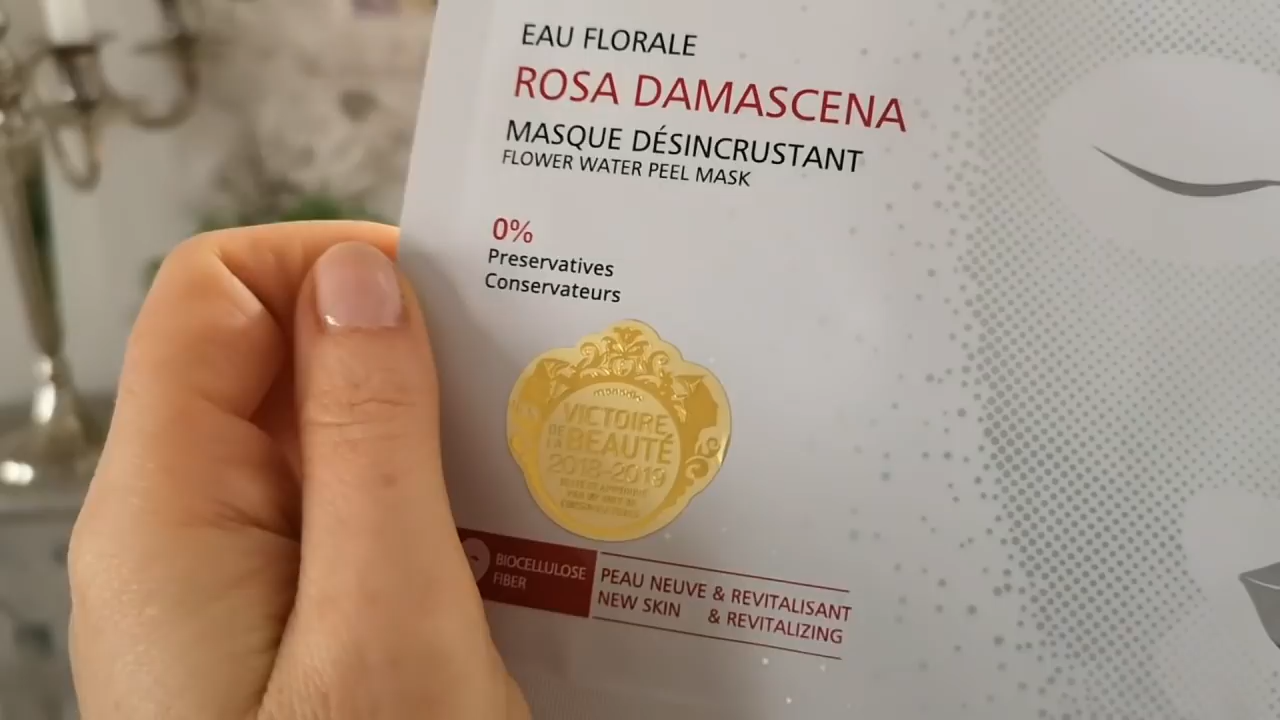 EAU FLORALE
ROSA DAMASCENA
MASQUE DÉSINCRUSTANT
FLOWER WATER PEEL MASK
0%
Preservatives
Conservateurs
VICTOIRE
DE LA BEAUTÉ
2018-2019
BIOCELLULOSE
FIBER
PEAU NEUVE & REVITALISANT
NEW SKIN & REVITALIZING